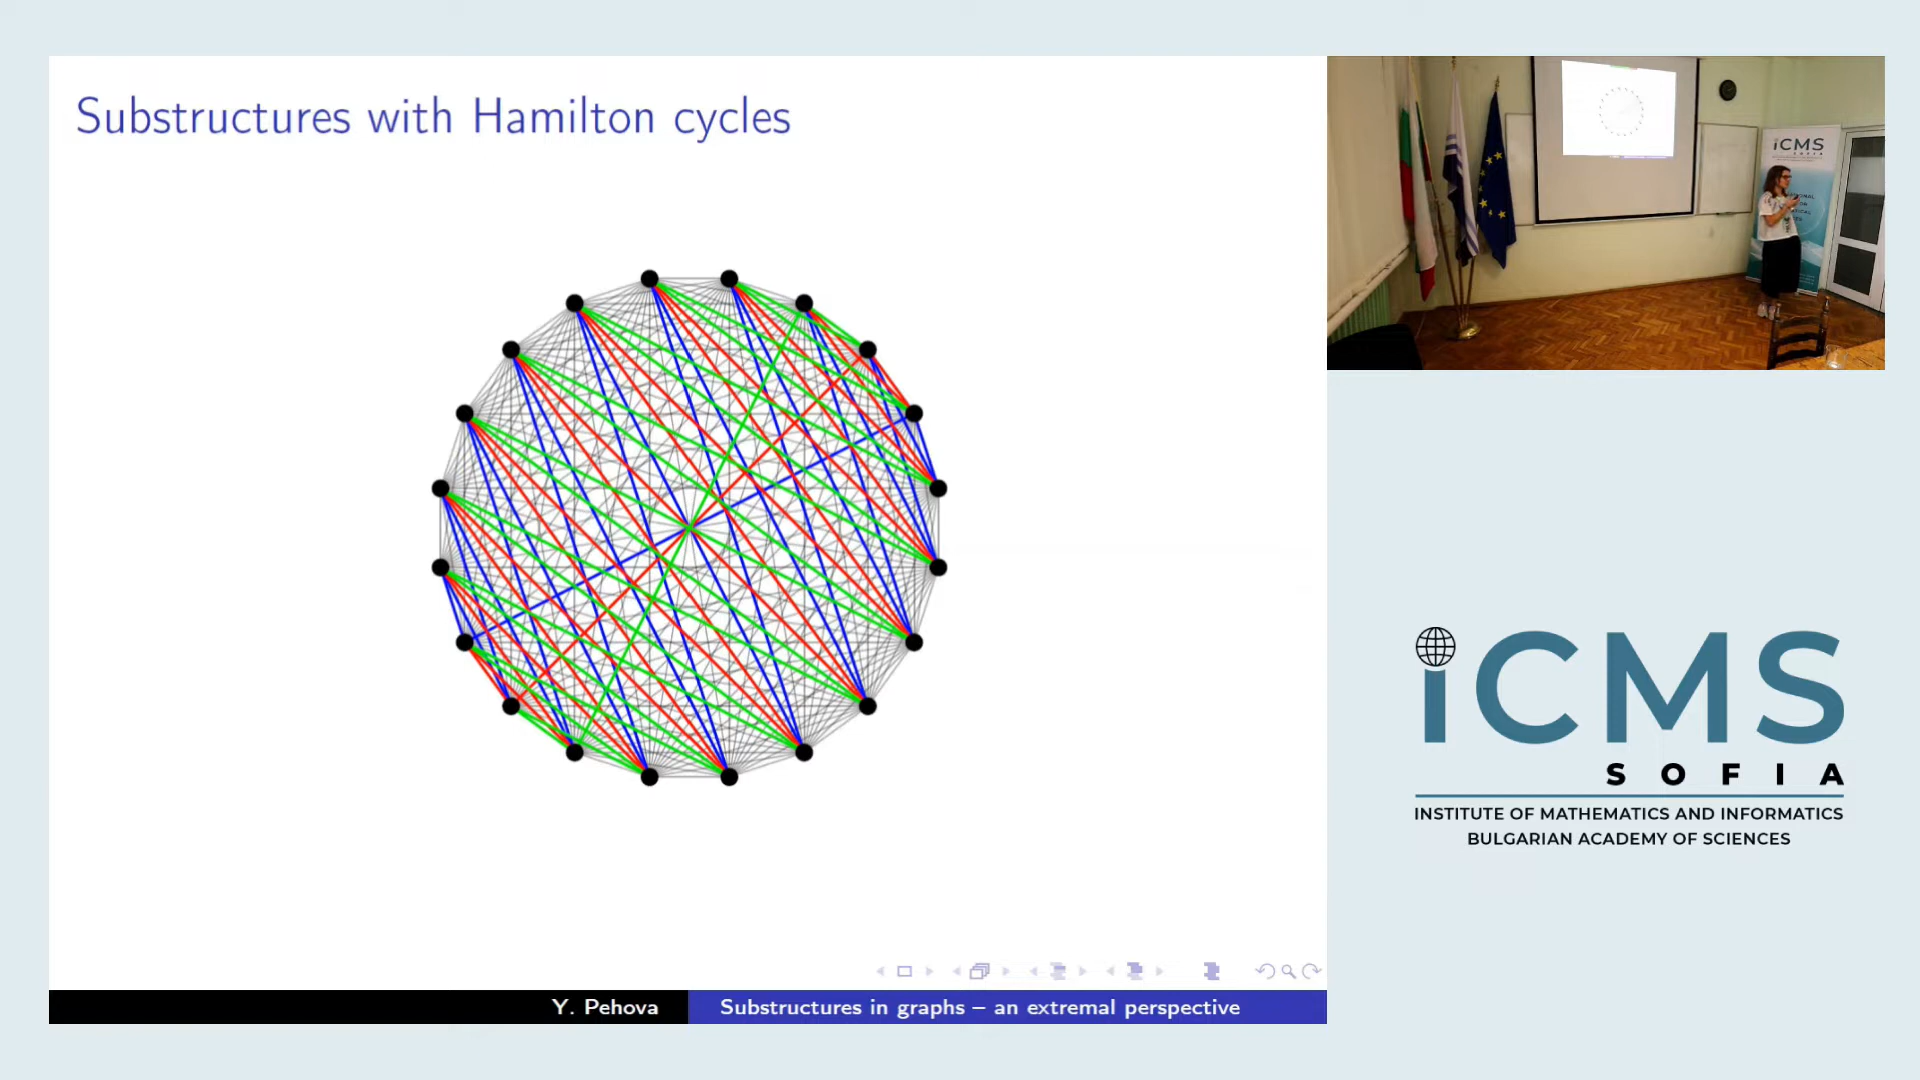 Substructures with Hamilton cycles
iCMS
iCMS
SOFIA
INSTITUTE OF MATHEMATICS AND INFORMATICS
BULGARIAN ACADEMY OF SCIENCES
Y. Pehova
Substructures in graphs – an extremal perspective